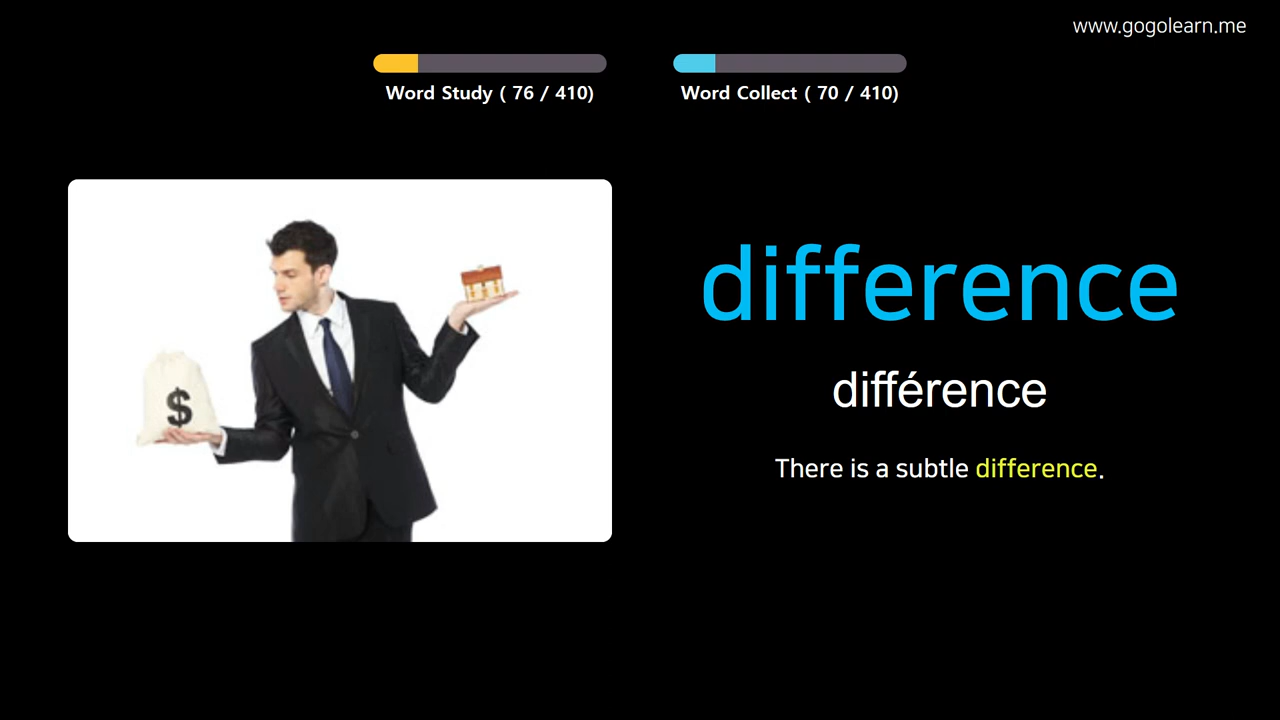 www.gogolearn.me
Word Study ( 76 / 410)
Word Collect ( 70 / 410)
difference
différence
There is a subtle difference.
$